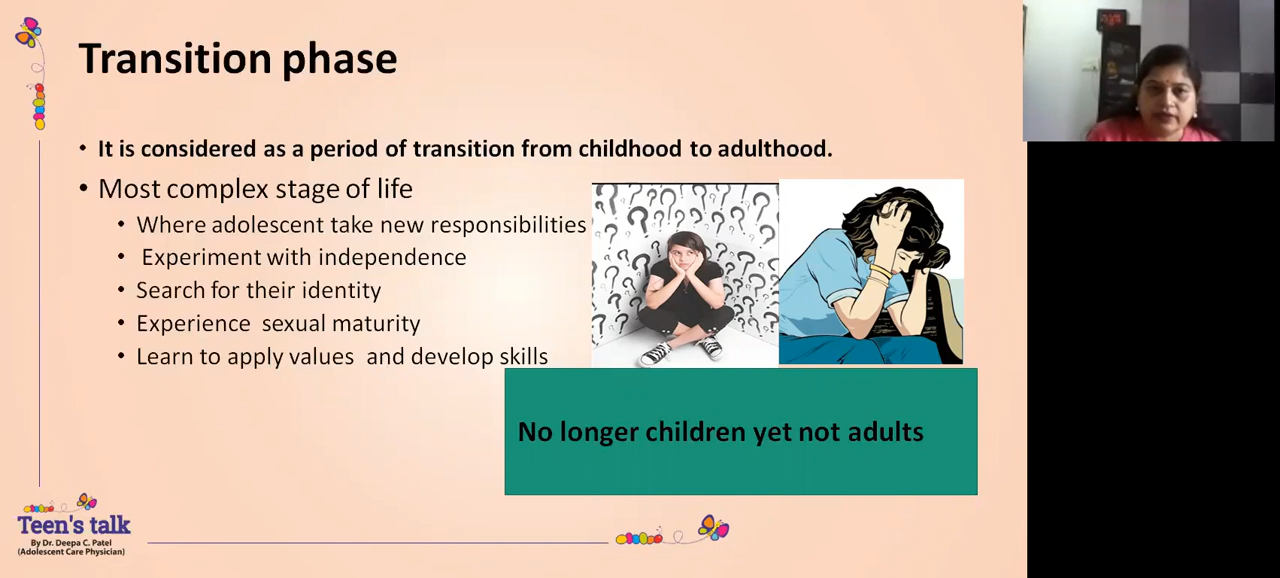 Transition phase
• It is considered as a period of transition from childhood to adulthood.
• Most complex stage of life
• Where adolescent take new responsibilities
• Experiment with independence
• Search for their identity
• Experience sexual maturity
• Learn to apply values and develop skills
No longer children yet not adults
Teen's talk
By Dr. Deepa C. Patel
(Adolescent Care Physician)